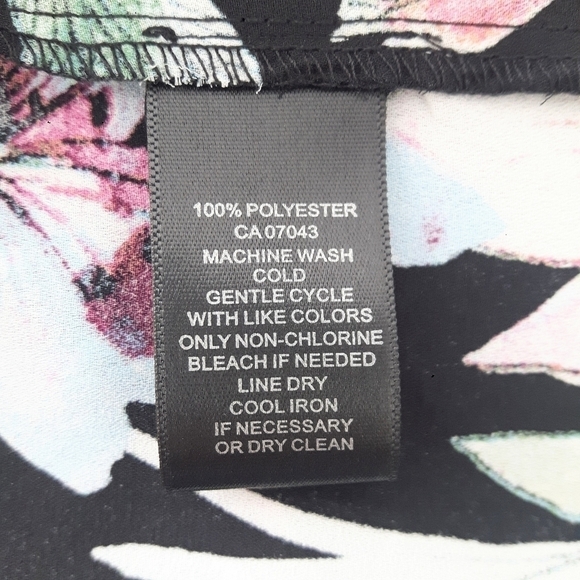 100% POLYESTER
CA 07043
MACHINE WASH
COLD
GENTLE CYCLE
WITH LIKE COLORS
ONLY NON-CHLORINE
BLEACH IF NEEDED
LINE DRY
COOL IRON
IF NECESSARY
OR DRY CLEAN